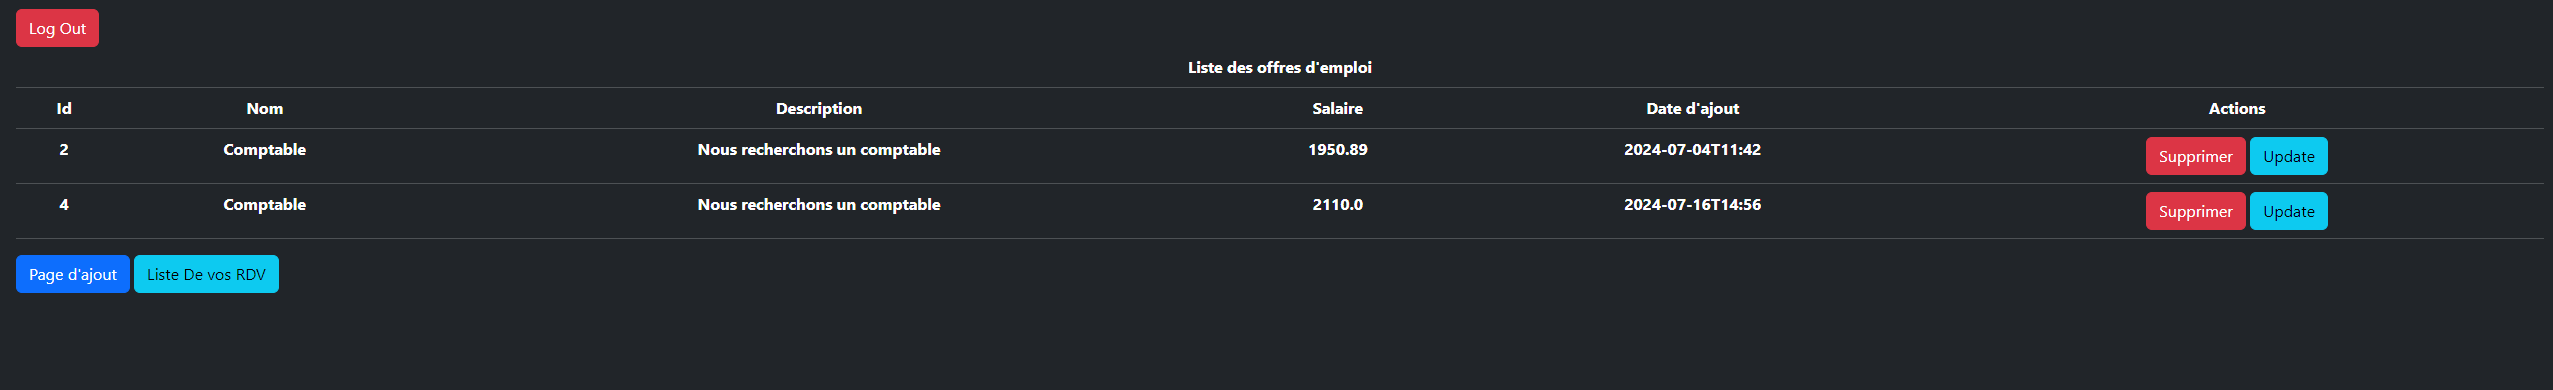 Log Out
Liste des offres d'emploi
Id Nom Description Salaire Date d'ajout Actions
2 Comptable Nous recherchons un comptable 1950.89 2024-07-04T11:42 Supprimer Update
4 Comptable Nous recherchons un comptable 2110.0 2024-07-16T14:56 Supprimer Update
Page d'ajout Liste De vos RDV